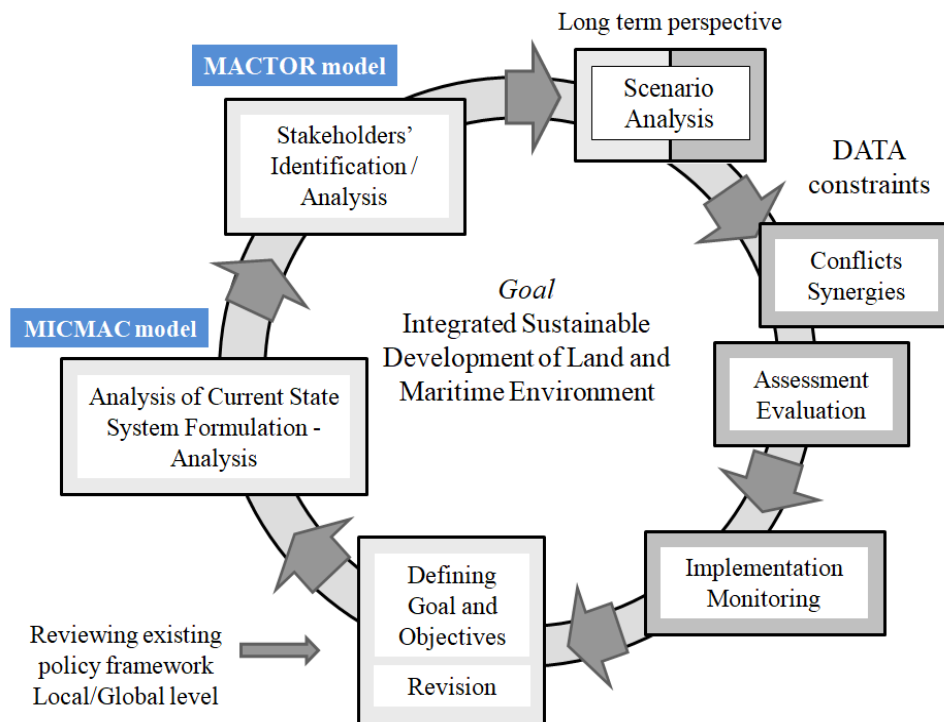 Long term perspective
MACTOR model
Scenario
Analysis
Stakeholders’
Identification /
Analysis
DATA
constraints
Conflicts
Synergies
Goal
Integrated Sustainable
Development of Land and
Maritime Environment
MICMAC model
Analysis of Current State
System Formulation -
Analysis
Assessment
Evaluation
Implementation
Monitoring
Defining
Goal and
Objectives
Revision
Reviewing existing
policy framework
Local/Global level